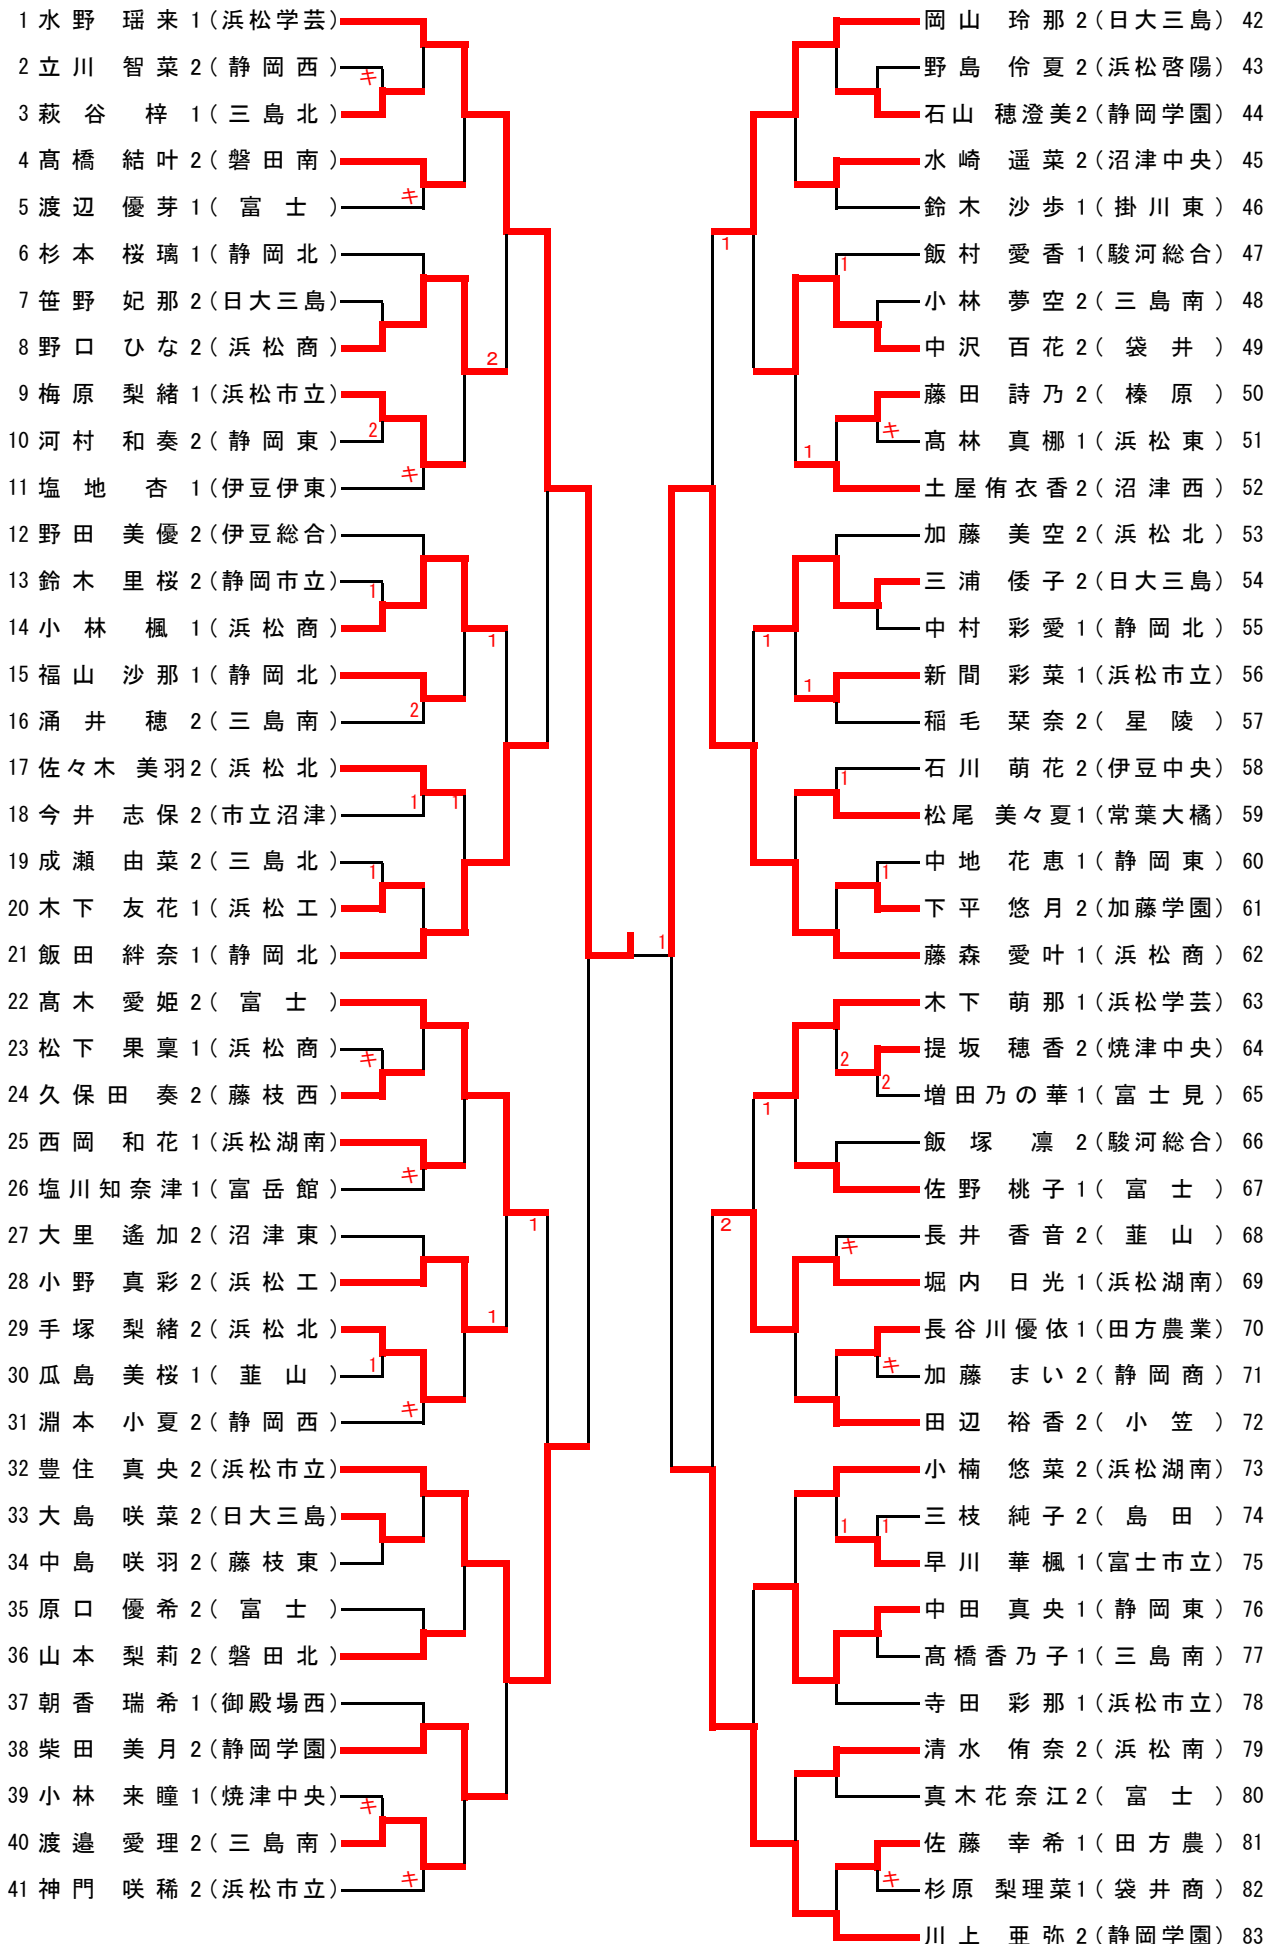 1 水野 瑶来 1 (浜松学芸)
2 立川 智菜 2 (静岡西)
キ
3 萩谷 梓 1 (三島北)
4 髙橋 結叶 2 (磐田南)
キ
5 渡辺 優芽 1 (富士)
6 杉本 桜璃 1 (静岡北)
7 笹野 妃那 2 (日大三島)
8 野口 ひな 2 (浜松商)
2
9 梅原 梨緒 1 (浜松市立)
2
10 河村 和奏 2 (静岡東)
キ
11 塩地 杏 1 (伊豆伊東)
12 野田 美優 2 (伊豆総合)
13 鈴木 里桜 2 (静岡市立)
1
14 小林 楓 1 (浜松商)
1
15 福山 沙那 1 (静岡北)
2
16 涌井 穂 2 (三島南)
17 佐々木 美羽 2 (浜松北)
1 1
18 今井 志保 2 (市立沼津)
19 成瀬 由菜 2 (三島北)
1
20 木下 友花 1 (浜松工)
21 飯田 絆奈 1 (静岡北)
1
22 髙木 愛姫 2 (富士)
23 松下 果稟 1 (浜松商)
キ
24 久保田 奏 2 (藤枝西)
25 西岡 和花 1 (浜松湖南)
キ
26 塩川知奈津 1 (富岳館)
1
27 大里 遙加 2 (沼津東)
28 小野 真彩 2 (浜松工)
1
29 手塚 梨緒 2 (浜松北)
1
30 瓜島 美桜 1 (韮山)
キ
31 淵本 小夏 2 (静岡西)
32 豊住 真央 2 (浜松市立)
33 大島 咲菜 2 (日大三島)
34 中島 咲羽 2 (藤枝東)
35 原口 優希 2 (富士)
36 山本 梨莉 2 (磐田北)
37 朝香 瑞希 1 (御殿場西)
38 柴田 美月 2 (静岡学園)
39 小林 来瞳 1 (焼津中央)
キ
40 渡邉 愛理 2 (三島南)
キ
41 神門 咲稀 2 (浜松市立)
岡山 玲那 2 (日大三島) 42
野島 伶夏 2 (浜松啓陽) 43
石山 穂澄美 2 (静岡学園) 44
水崎 遥菜 2 (沼津中央) 45
鈴木 沙歩 1 (掛川東) 46
1
飯村 愛香 1 (駿河総合) 47
1
小林 夢空 2 (三島南) 48
中沢 百花 2 (袋井) 49
藤田 詩乃 2 (榛原) 50
キ
髙林 真梛 1 (浜松東) 51
1
土屋侑衣香 2 (沼津西) 52
加藤 美空 2 (浜松北) 53
三浦 倭子 2 (日大三島) 54
中村 彩愛 1 (静岡北) 55
1
新間 彩菜 1 (浜松市立) 56
1
稲毛 栞奈 2 (星陵) 57
石川 萌花 2 (伊豆中央) 58
1
松尾 美々夏 1 (常葉大橘) 59
中地 花恵 1 (静岡東) 60
1
下平 悠月 2 (加藤学園) 61
藤森 愛叶 1 (浜松商) 62
木下 萌那 1 (浜松学芸) 63
提坂 穂香 2 (焼津中央) 64
2
2
増田乃の華 1 (富士見) 65
1
飯塚 凛 2 (駿河総合) 66
佐野 桃子 1 (富士) 67
2
長井 香音 2 (韮山) 68
キ
堀内 日光 1 (浜松湖南) 69
長谷川優依 1 (田方農業) 70
キ
加藤 まい 2 (静岡商) 71
田辺 裕香 2 (小笠) 72
小楠 悠菜 2 (浜松湖南) 73
三枝 純子 2 (島田) 74
1 1
早川 華楓 1 (富士市立) 75
中田 真央 1 (静岡東) 76
髙橋香乃子 1 (三島南) 77
寺田 彩那 1 (浜松市立) 78
清水 侑奈 2 (浜松南) 79
真木花奈江 2 (富士) 80
佐藤 幸希 1 (田方農) 81
キ
杉原 梨理菜 1 (袋井商) 82
川上 亜弥 2 (静岡学園) 83